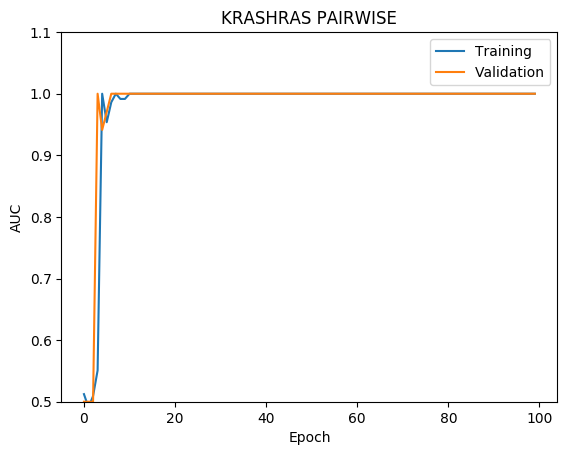 KRASHRAS PAIRWISE
Training
Validation
AUC
1.1
1.0
0.9
0.8
0.7
0.6
0.5
0 20 40 60 80 100
Epoch